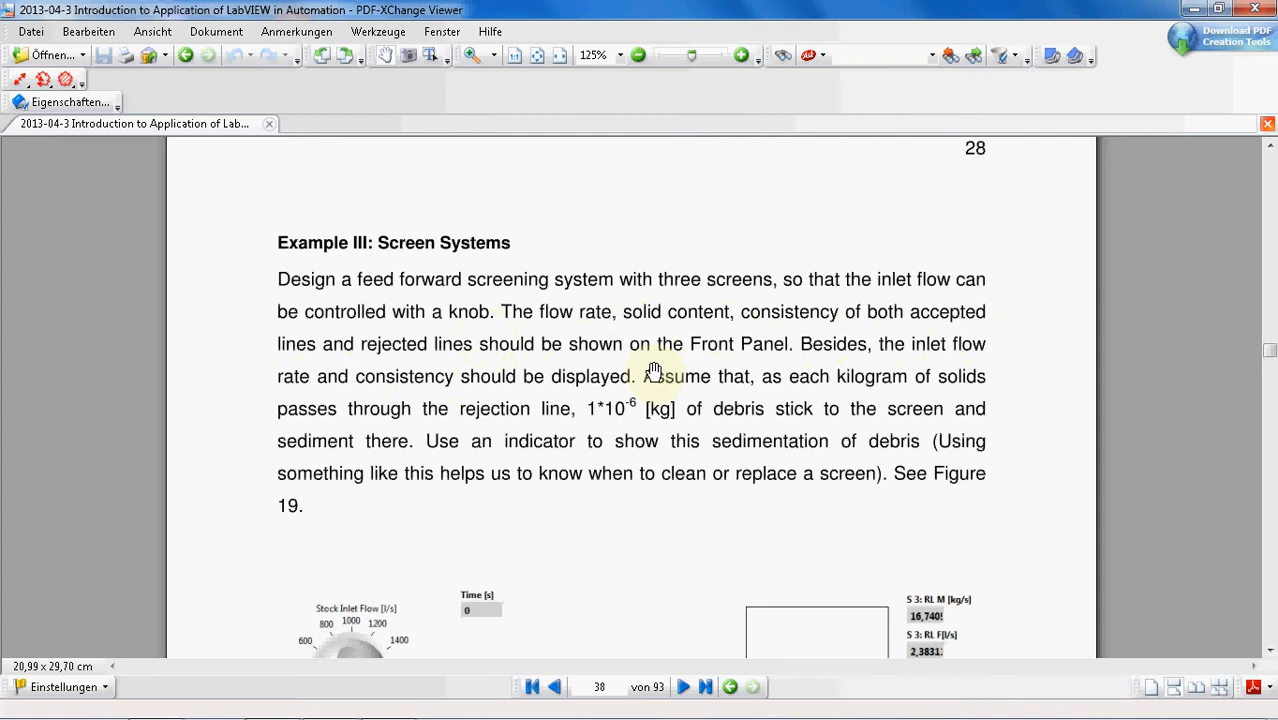 2013-04-3 Introduction to Application of LabVIEW in Automation - PDF-XChange Viewer
Datei Bearbeiten Ansicht Dokument Anmerkungen Werkzeuge Fenster Hilfe
Download PDF
Creation Tools
Öffnen...
125%
Eigenschaften...
2013-04-3 Introduction to Application of Lab...
28
Example III: Screen Systems
Design a feed forward screening system with three screens, so that the inlet flow can
be controlled with a knob. The flow rate, solid content, consistency of both accepted
lines and rejected lines should be shown on the Front Panel. Besides, the inlet flow
rate and consistency should be displayed. Assume that, as each kilogram of solids
passes through the rejection line, 1*10-6 [kg] of debris stick to the screen and
sediment there. Use an indicator to show this sedimentation of debris (Using
something like this helps us to know when to clean or replace a screen). See Figure
19.
Time [s]
0
Stock Inlet Flow [l/s]
600 800 1000 1200 1400
S 3: RL M [kg/s]
16,740
S 3: RL F[l/s]
2,3831
20,99 x 29,70 cm
Einstellungen
38 von 93